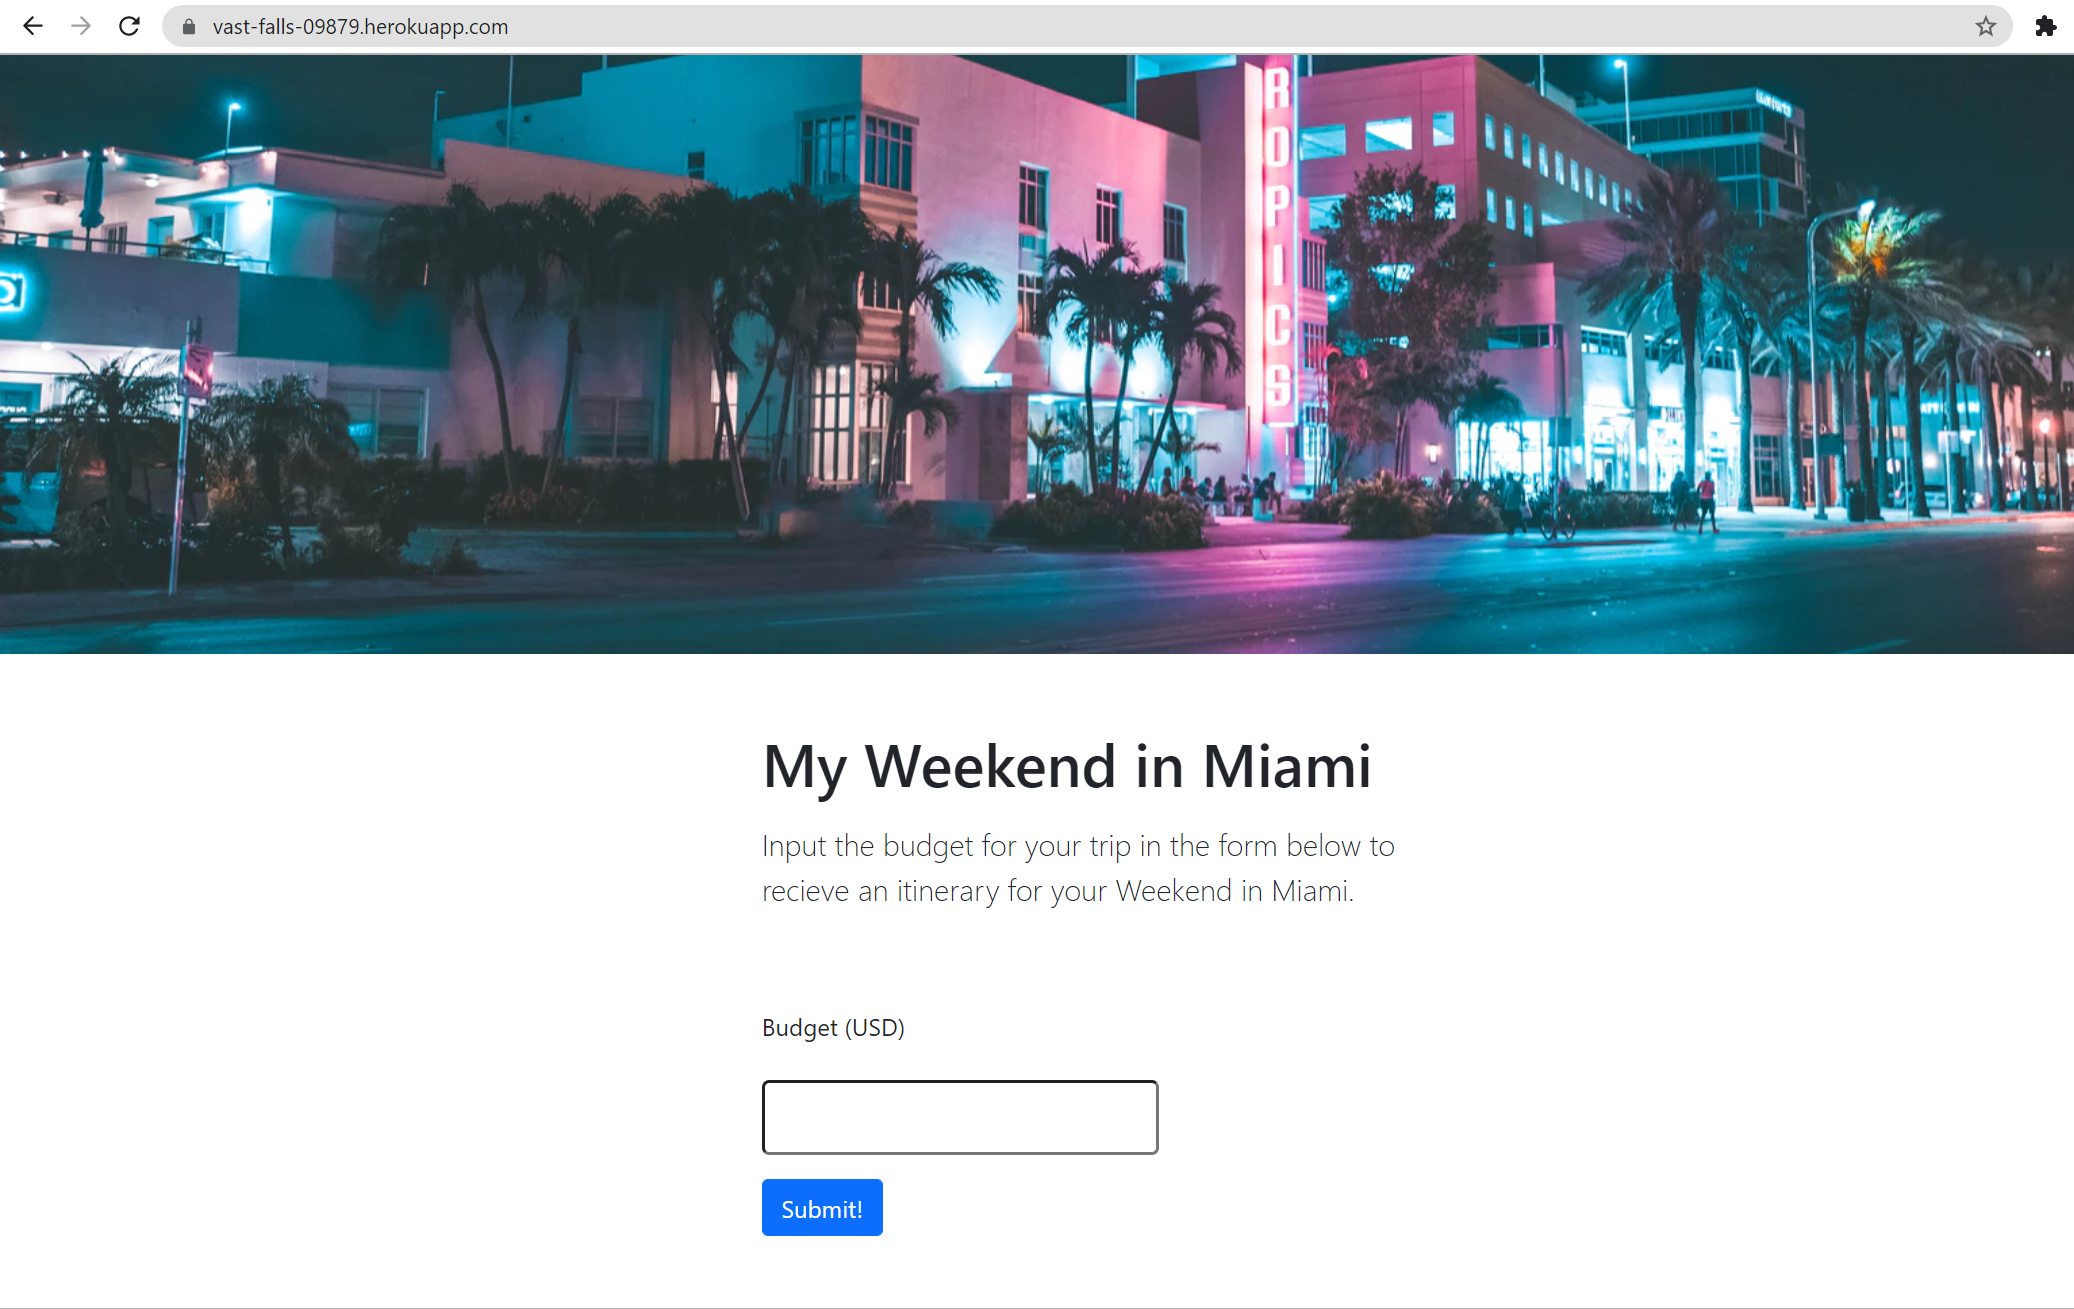 vast-falls-09879.herokuapp.com
ROPICS
My Weekend in Miami
Input the budget for your trip in the form below to
recieve an itinerary for your Weekend in Miami.
Budget (USD)
Submit!